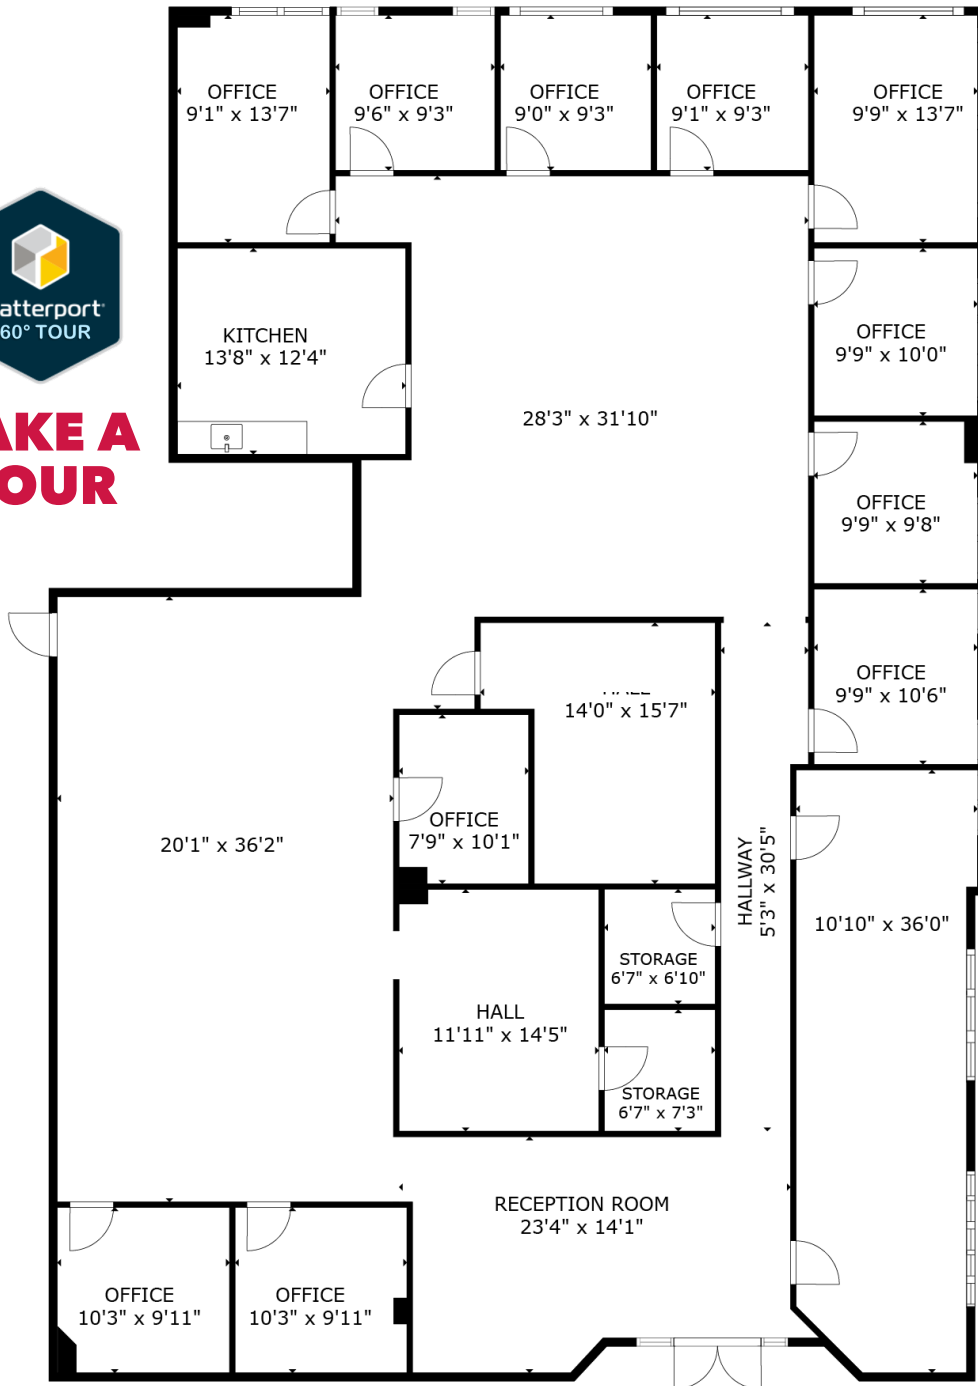 OFFICE
9'1" x 13'7"
OFFICE
9'6" x 9'3"
OFFICE
9'0" x 9'3"
OFFICE
9'1" x 9'3"
OFFICE
9'9" x 13'7"
atterport
60° TOUR
AKE A
OUR
KITCHEN
13'8" x 12'4"
28'3" x 31'10"
OFFICE
9'9" x 10'0"
OFFICE
9'9" x 9'8"
OFFICE
9'9" x 10'6"
14'0" x 15'7"
OFFICE
7'9" x 10'1"
20'1" x 36'2"
HALLWAY
5'3" x 30'5"
10'10" x 36'0"
STORAGE
6'7" x 6'10"
HALL
11'11" x 14'5"
STORAGE
6'7" x 7'3"
RECEPTION ROOM
23'4" x 14'1"
OFFICE
10'3" x 9'11"
OFFICE
10'3" x 9'11"